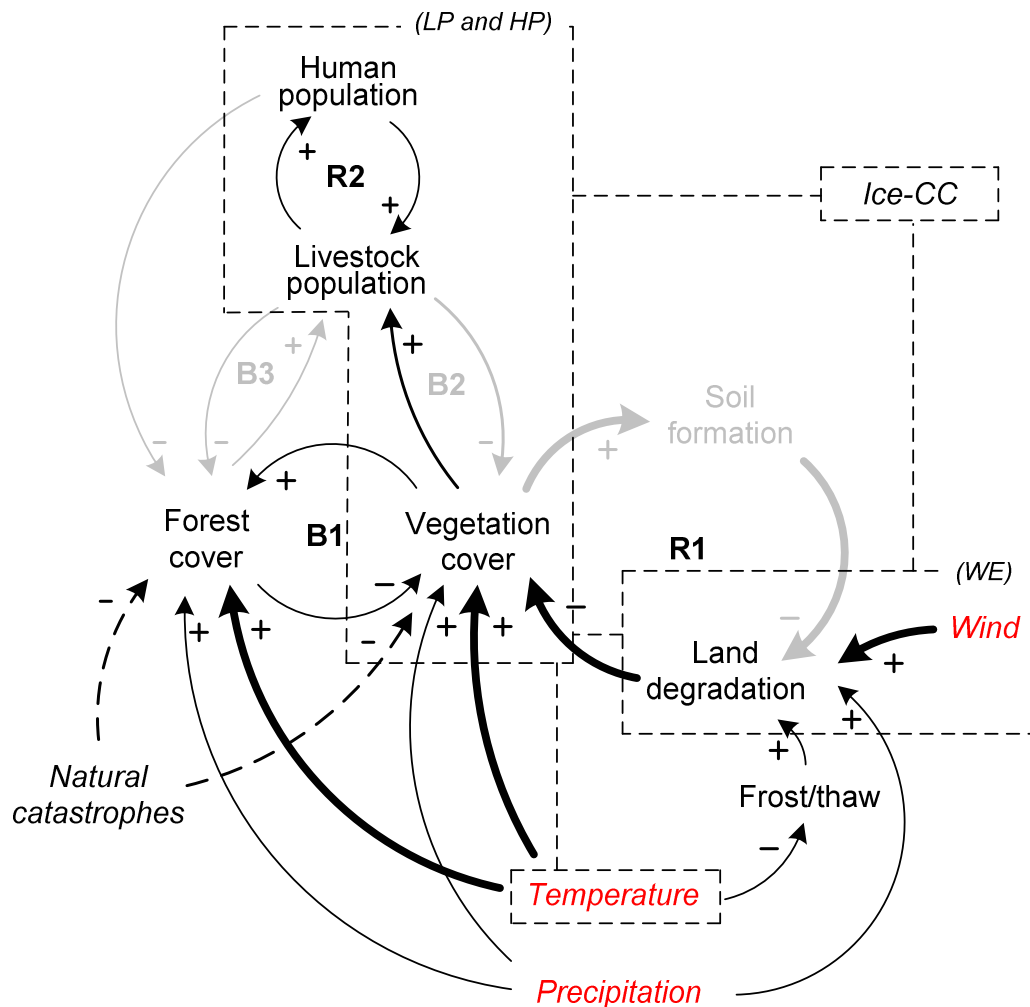 (LP and HP)
Human
population
+
R2
+
Ice-CC
Livestock
population
+
+
B3
B2
Soil
formation
–
–
–
+
+
Forest
cover
B1
Vegetation
cover
R1
(WE)
–
–
–
–
Wind
+
+
–
+
+
Land
degradation
+
+
+
Natural
catastrophes
Frost/thaw
–
Temperature
Precipitation